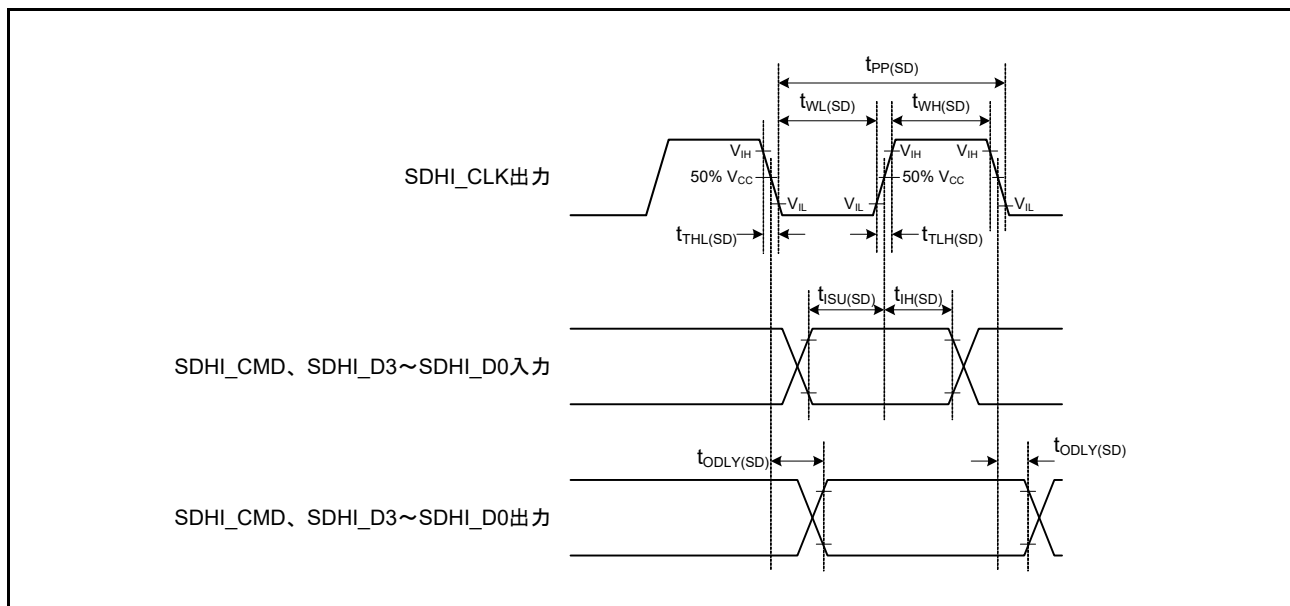 tPP(SD)
tWL(SD) tWH(SD)
VIH VIH VIH
SDHI_CLK出力 50% VCC 50% VCC
VIL VIL VIL
tTHL(SD) tTLH(SD)
tISU(SD) tIH(SD)
SDHI_CMD、SDHI_D3～SDHI_D0入力
tODLY(SD) tODLY(SD)
SDHI_CMD、SDHI_D3～SDHI_D0出力